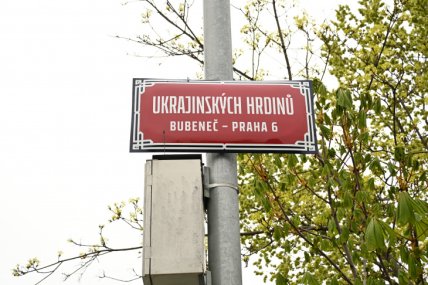 UKRAJINSKÝCH HRDINŮ
BUBENEČ – PRAHA 6